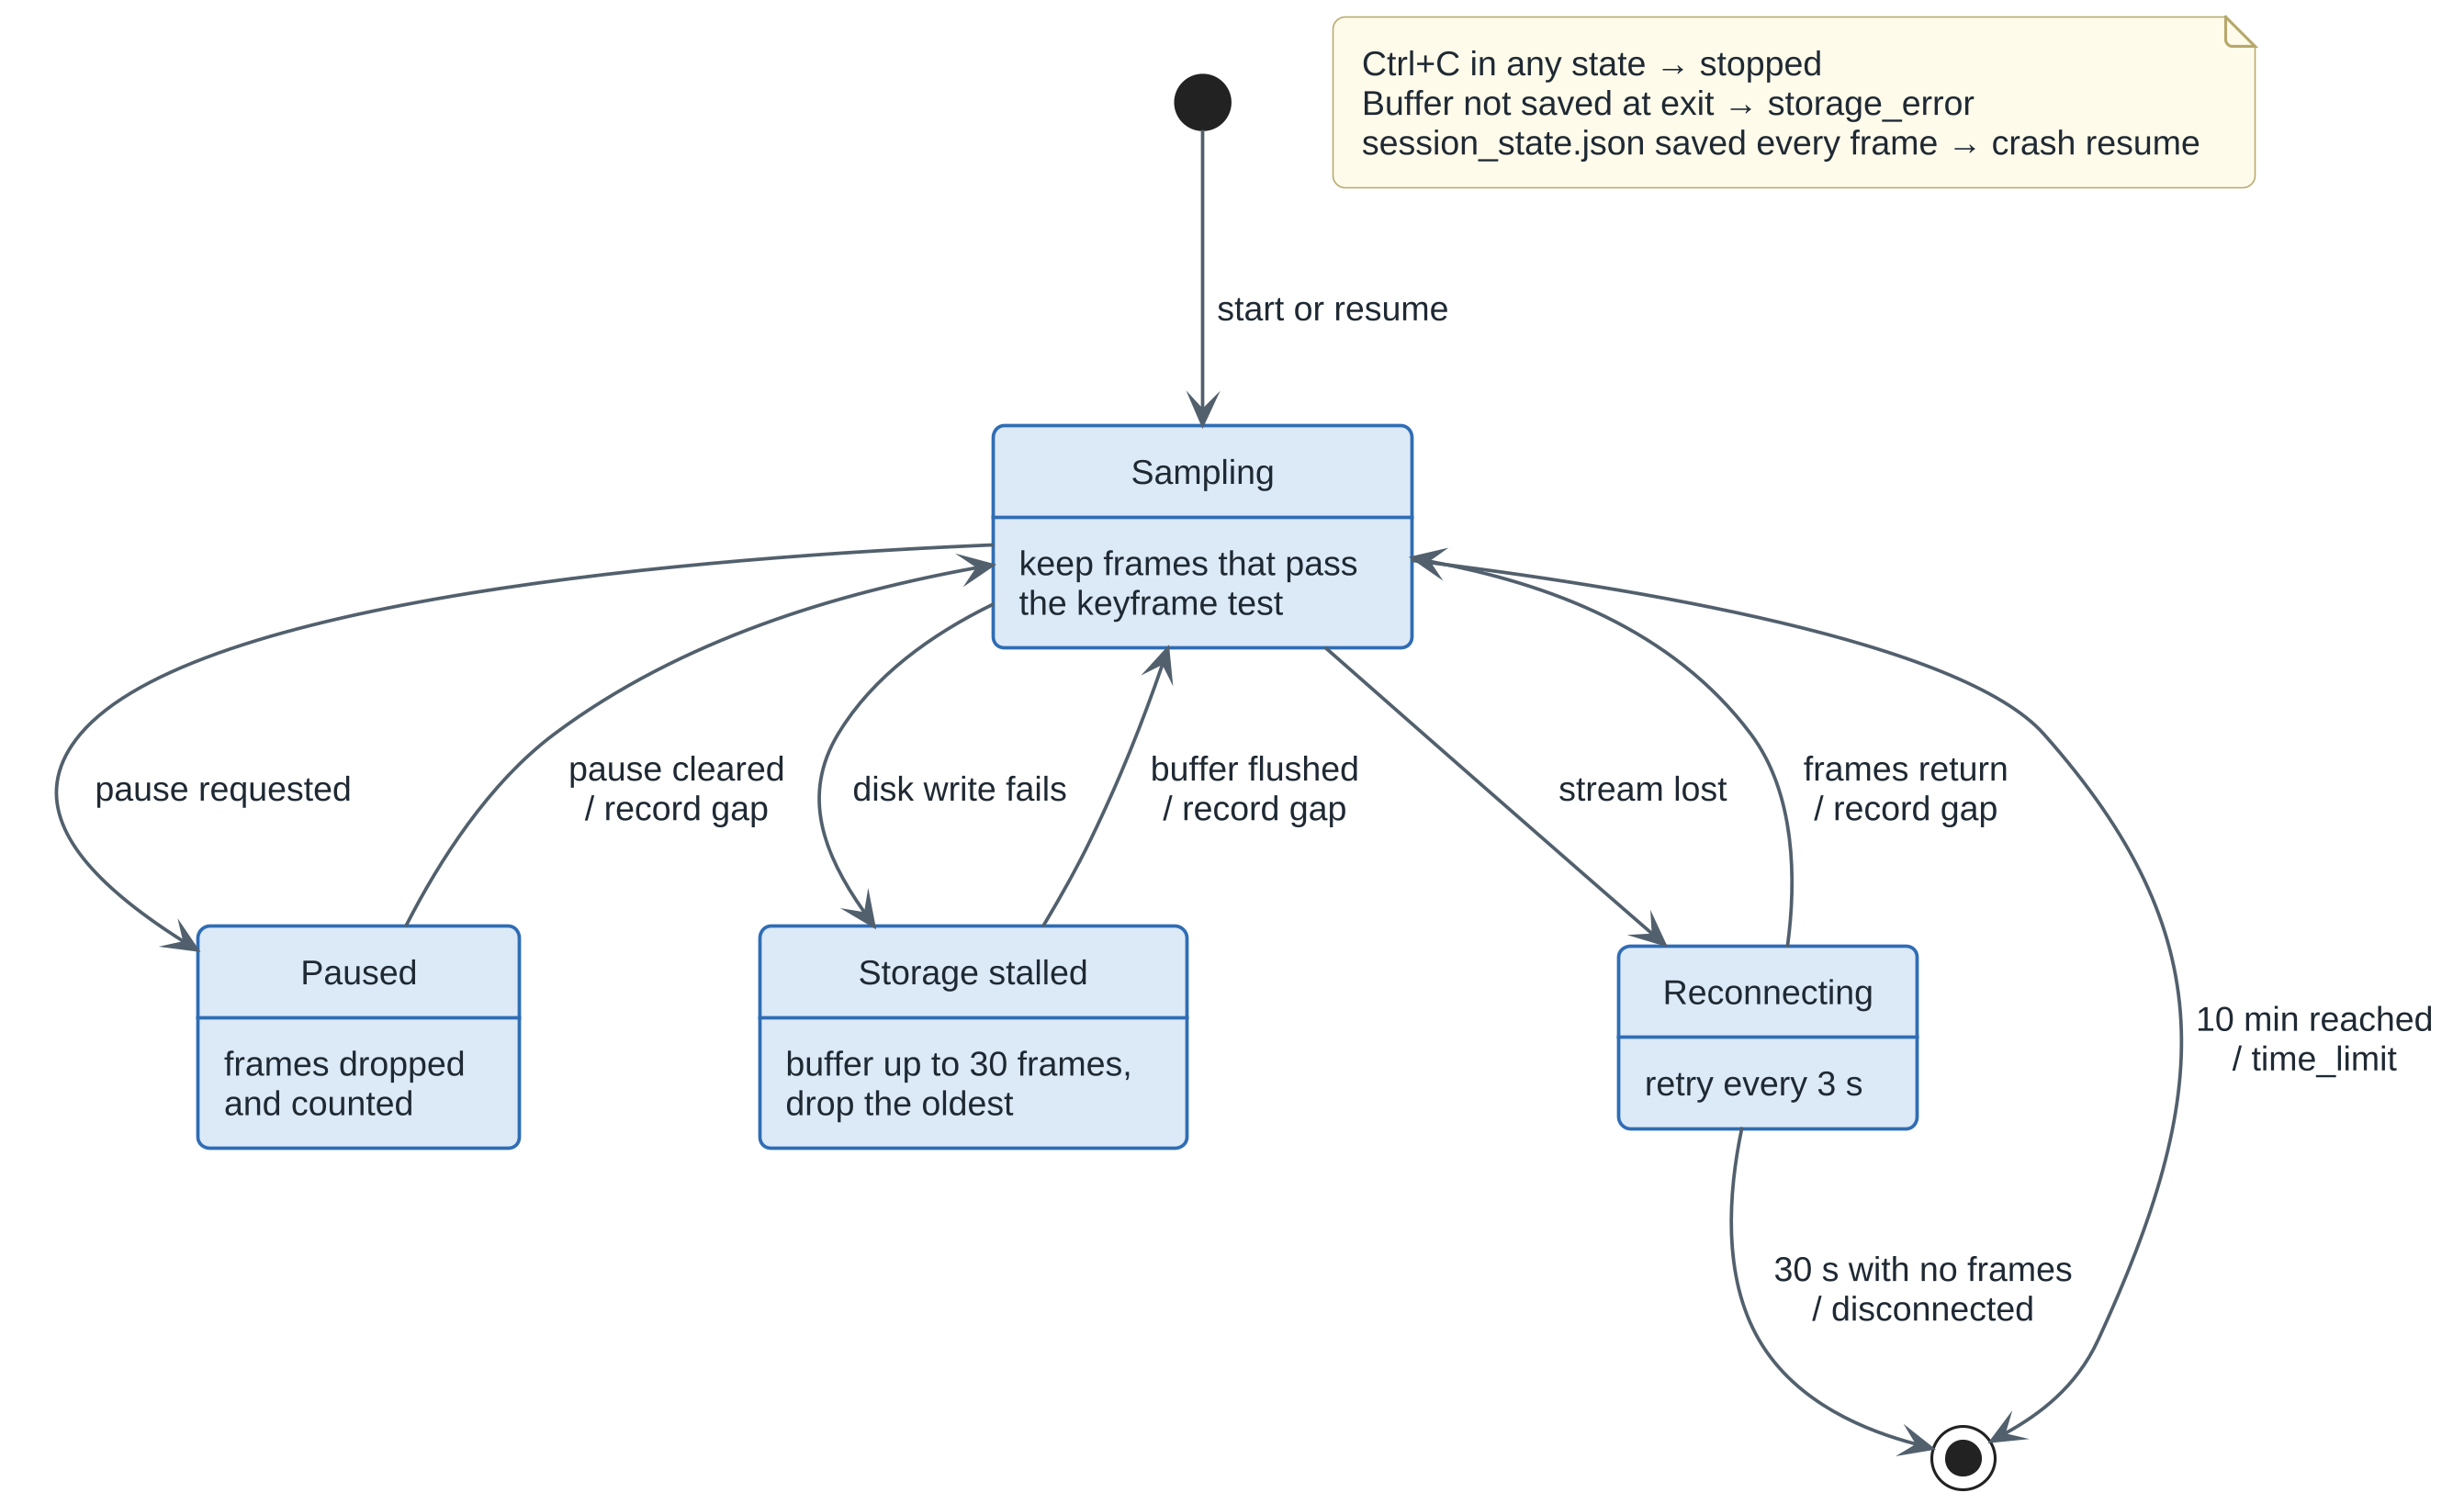 Ctrl+C in any state → stopped
Buffer not saved at exit → storage_error
session_state.json saved every frame → crash resume
start or resume
Sampling
keep frames that pass
the keyframe test
pause requested
pause cleared
/ record gap
disk write fails
buffer flushed
/ record gap
stream lost
frames return
/ record gap
Paused
frames dropped
and counted
Storage stalled
buffer up to 30 frames,
drop the oldest
Reconnecting
retry every 3 s
10 min reached
/ time_limit
30 s with no frames
/ disconnected